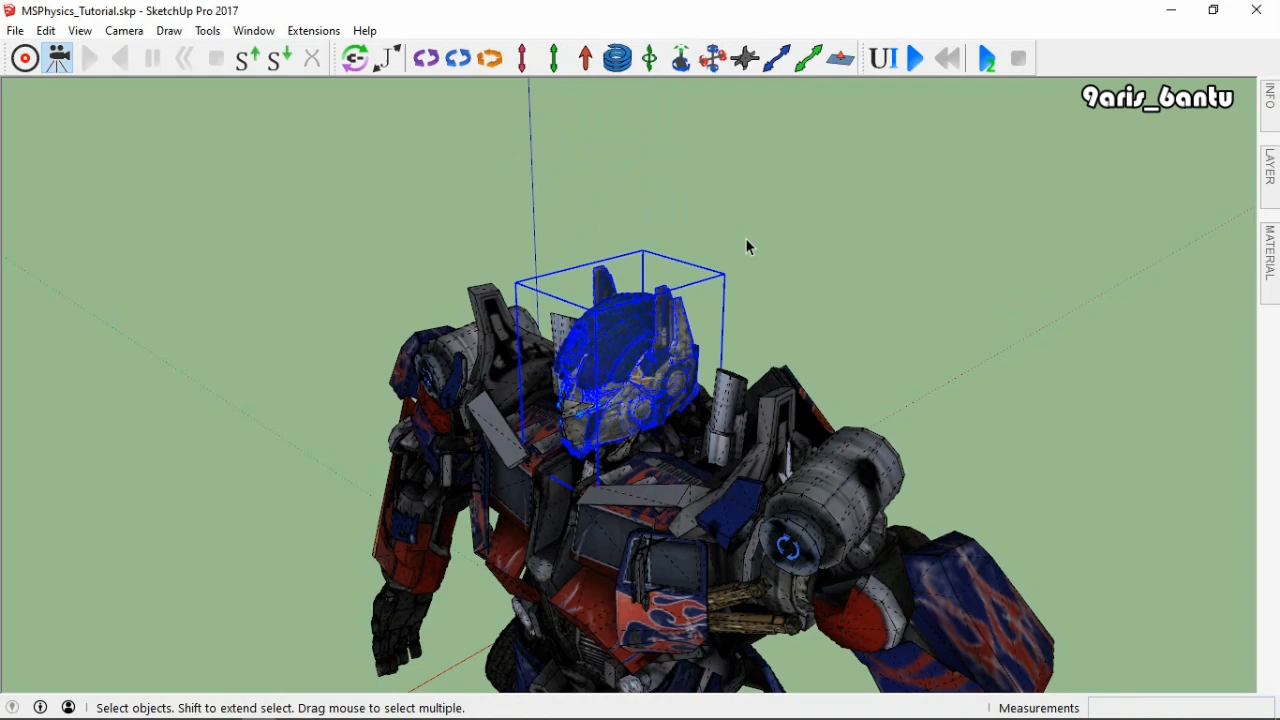 MSPhysics_Tutorial.skp - SketchUp Pro 2017
File Edit View Camera Draw Tools Window Extensions Help
S S J UI 2
9aris_6antu
INFO
LAYER
MATERIAL
Select objects. Shift to extend select. Drag mouse to select multiple.
Measurements